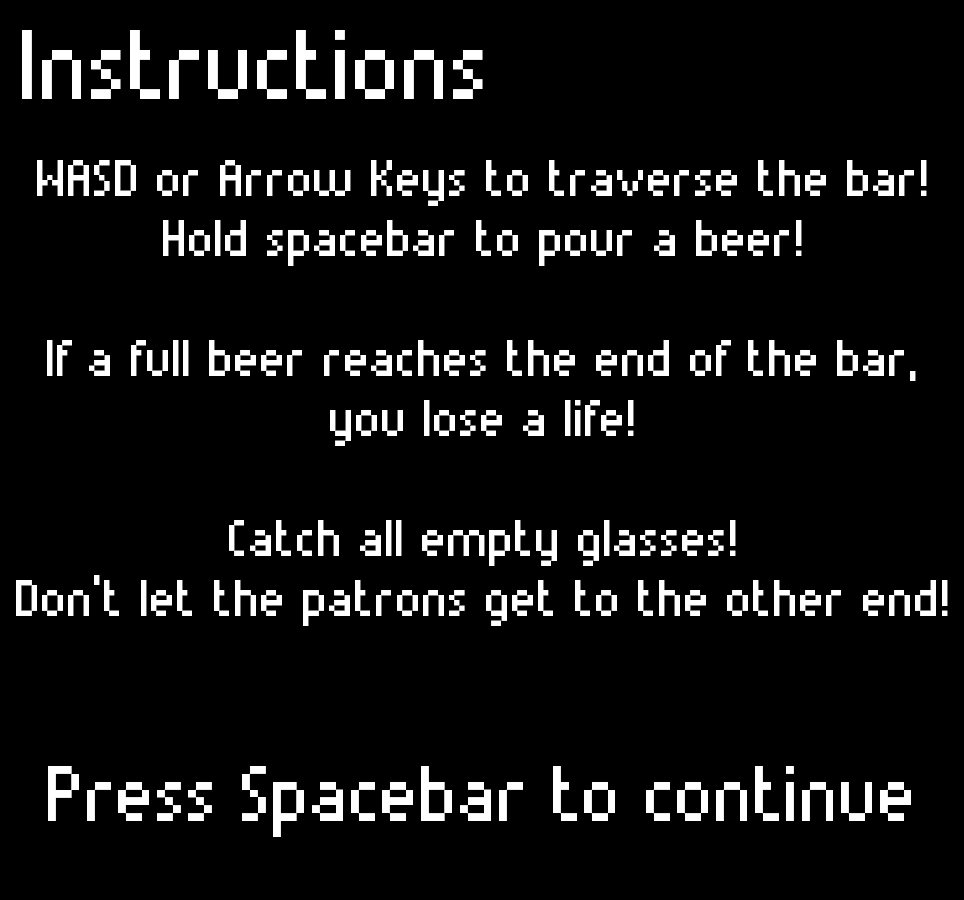 Instructions
WASD or Arrow Keys to traverse the bar!
Hold spacebar to pour a beer!
If a full beer reaches the end of the bar,
you lose a life!
Catch all empty glasses!
Don't let the patrons get to the other end!
Press Spacebar to continue